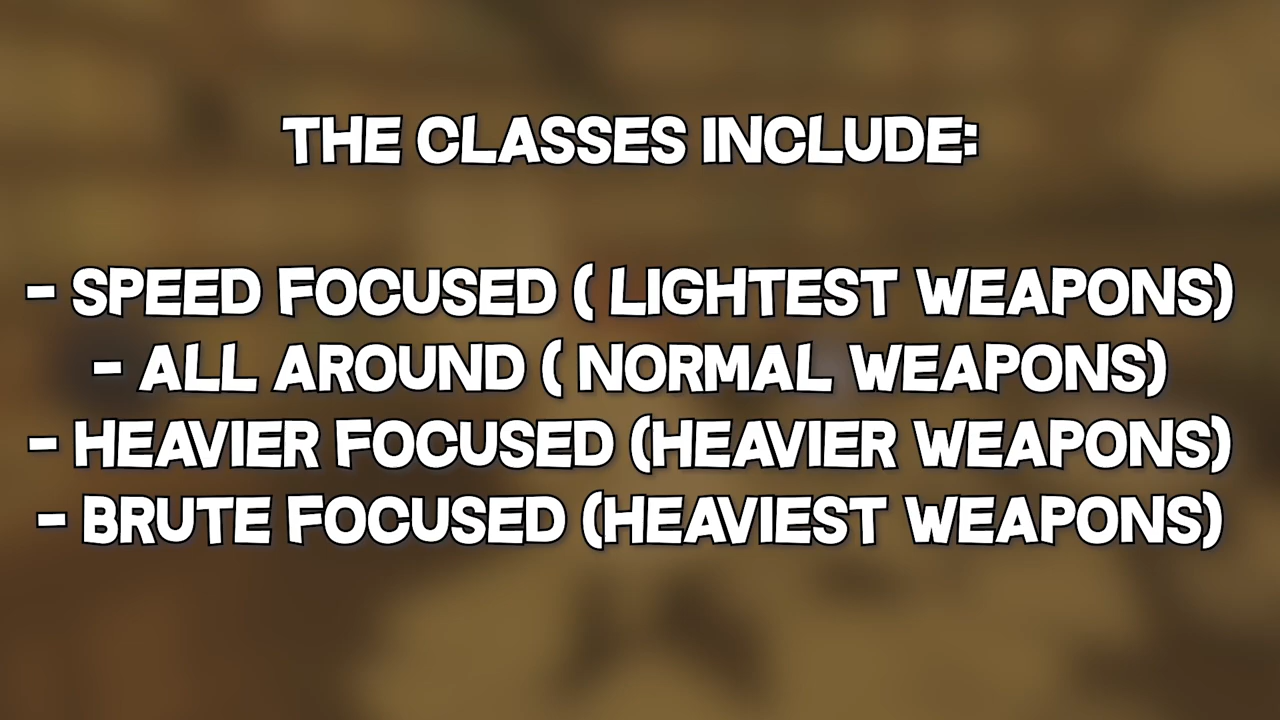 THE CLASSES INCLUDE:
- SPEED FOCUSED ( LIGHTEST WEAPONS)
- ALL AROUND ( NORMAL WEAPONS)
- HEAVIER FOCUSED (HEAVIER WEAPONS)
- BRUTE FOCUSED (HEAVIEST WEAPONS)